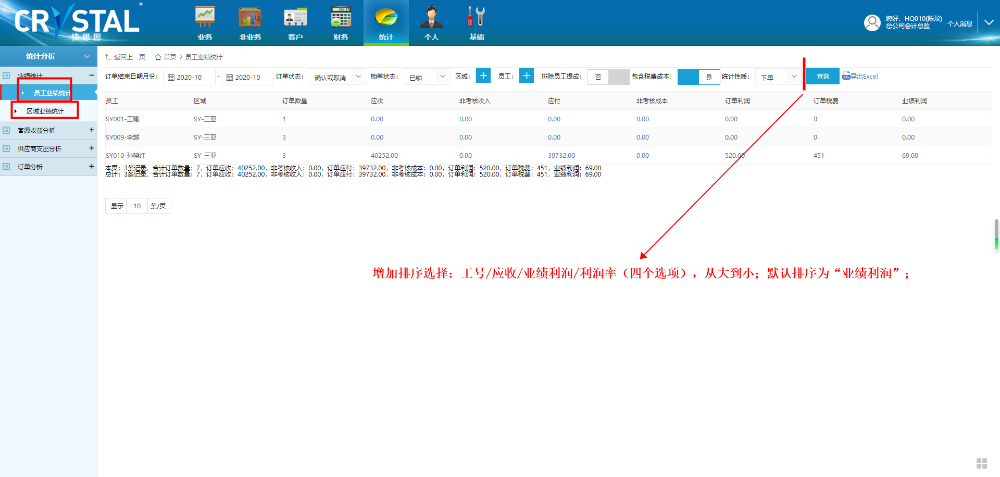 CRYSTAL®
快思图
业务
非业务
客户
财务
统计
个人
基础
您好，HQ010(陈玟)
总公司会计总监
个人消息
统计分析
业绩统计
员工业绩统计
区域业绩统计
客源收益分析
供应商支出分析
订单分析
返回上一页 首页 > 员工业绩统计
订单结束日期月份： 2020-10 - 2020-10 订单状态： 确认或取消 锁单状态： 已锁 区域： + 员工： + 排除员工提成： 否 包含税费成本： 是 统计性质： 下单 查询 导出Excel
员工 区域 订单数量 应收 非考核收入 应付 非考核成本 订单利润 订单税费 业绩利润
SY001-王喻 SY-三亚 1 0.00 0.00 0.00 0.00 0.00 0 0.00
SY009-李越 SY-三亚 3 0.00 0.00 0.00 0.00 0.00 0 0.00
SY010-孙晓红 SY-三亚 3 40252.00 0.00 39732.00 0.00 520.00 451 69.00
本页：3条记录，合计订单数量：7，订单应收：40252.00，非考核收入：0.00，订单应付：39732.00，非考核成本：0.00，订单利润：520.00，订单税费：451，业绩利润：69.00
总计：3条记录，合计订单数量：7，订单应收：40252.00，非考核收入：0.00，订单应付：39732.00，非考核成本：0.00，订单利润：520.00，订单税费：451，业绩利润：69.00
显示 10 条/页
增加排序选择：工号/应收/业绩利润/利润率（四个选项），从大到小；默认排序为“业绩利润”；